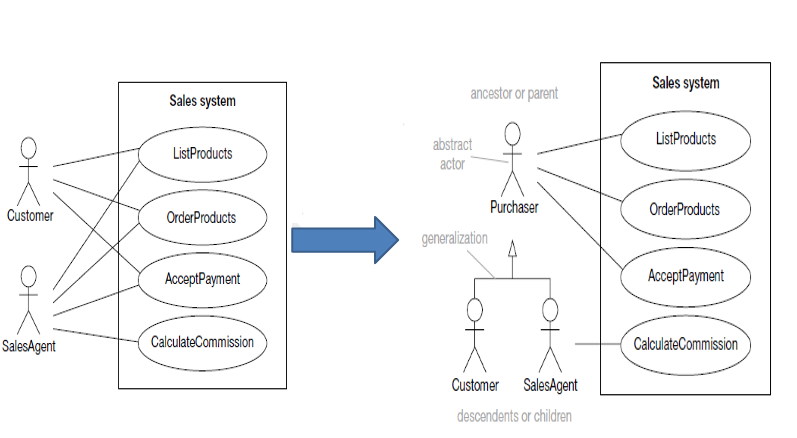 Sales system
ListProducts
Customer
OrderProducts
AcceptPayment
SalesAgent
CalculateCommission
ancestor or parent
Sales system
abstract
actor
ListProducts
Purchaser
OrderProducts
generalization
AcceptPayment
CalculateCommission
Customer
SalesAgent
descendents or children